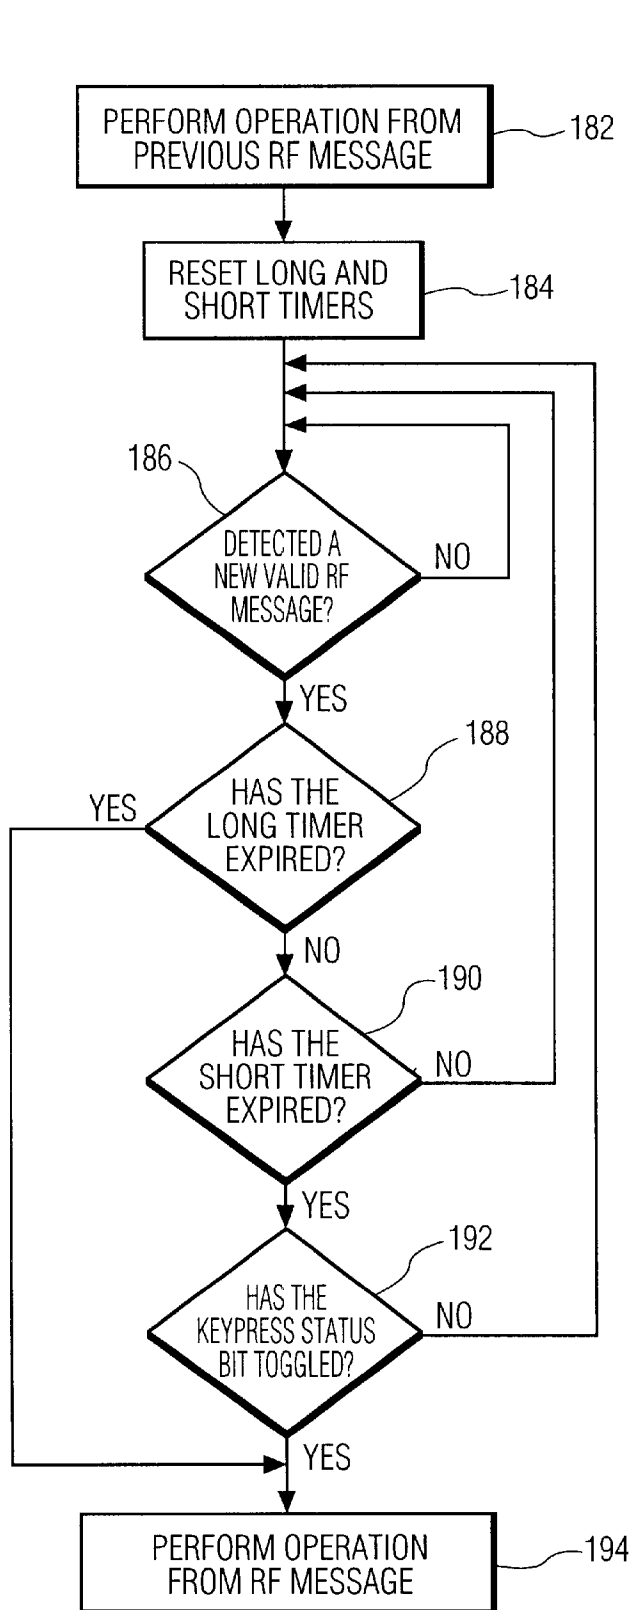 PERFORM OPERATION FROM
PREVIOUS RF MESSAGE
182
RESET LONG AND
SHORT TIMERS
184
186
DETECTED A
NEW VALID RF
MESSAGE?
NO
YES
188
HAS THE
LONG TIMER
EXPIRED?
YES
NO
190
HAS THE
SHORT TIMER
EXPIRED?
NO
YES
192
HAS THE
KEYPRESS STATUS
BIT TOGGLED?
NO
YES
PERFORM OPERATION
FROM RF MESSAGE
194